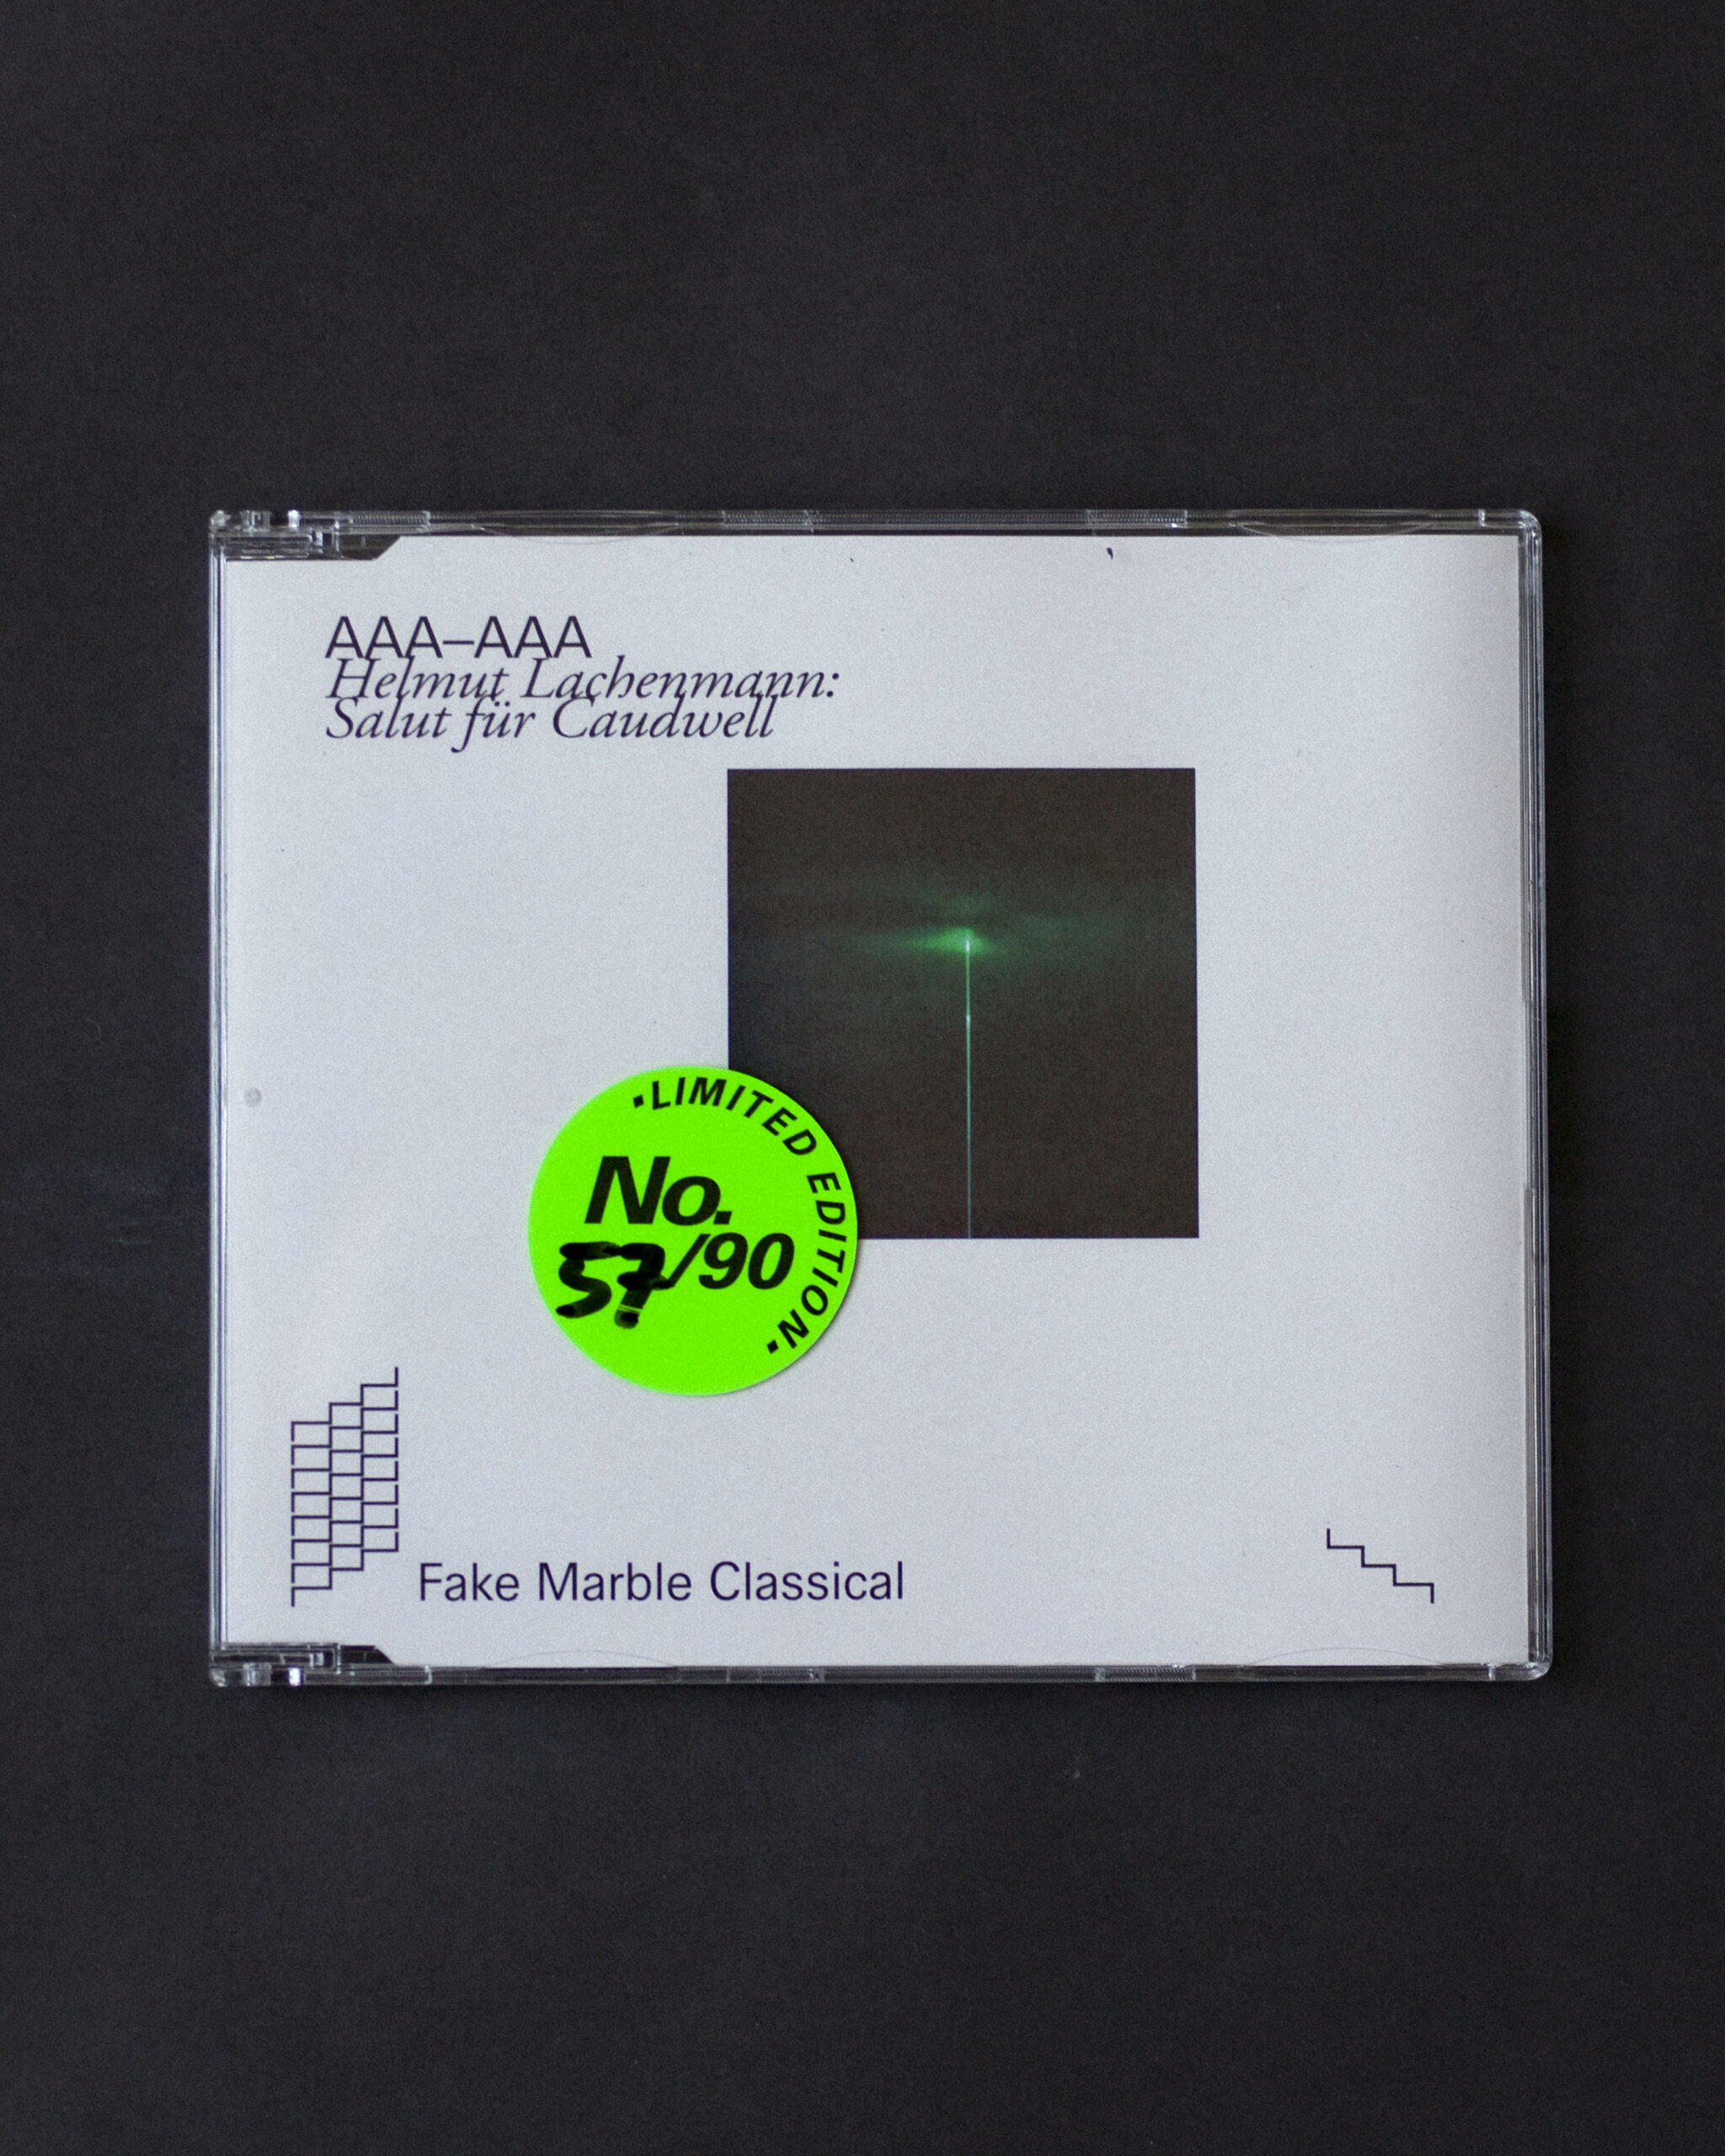 AAA–AAA
Helmut Lachenmann:
Salut für Caudwell
·LIMITED EDITION·
No.
57/90
Fake Marble Classical